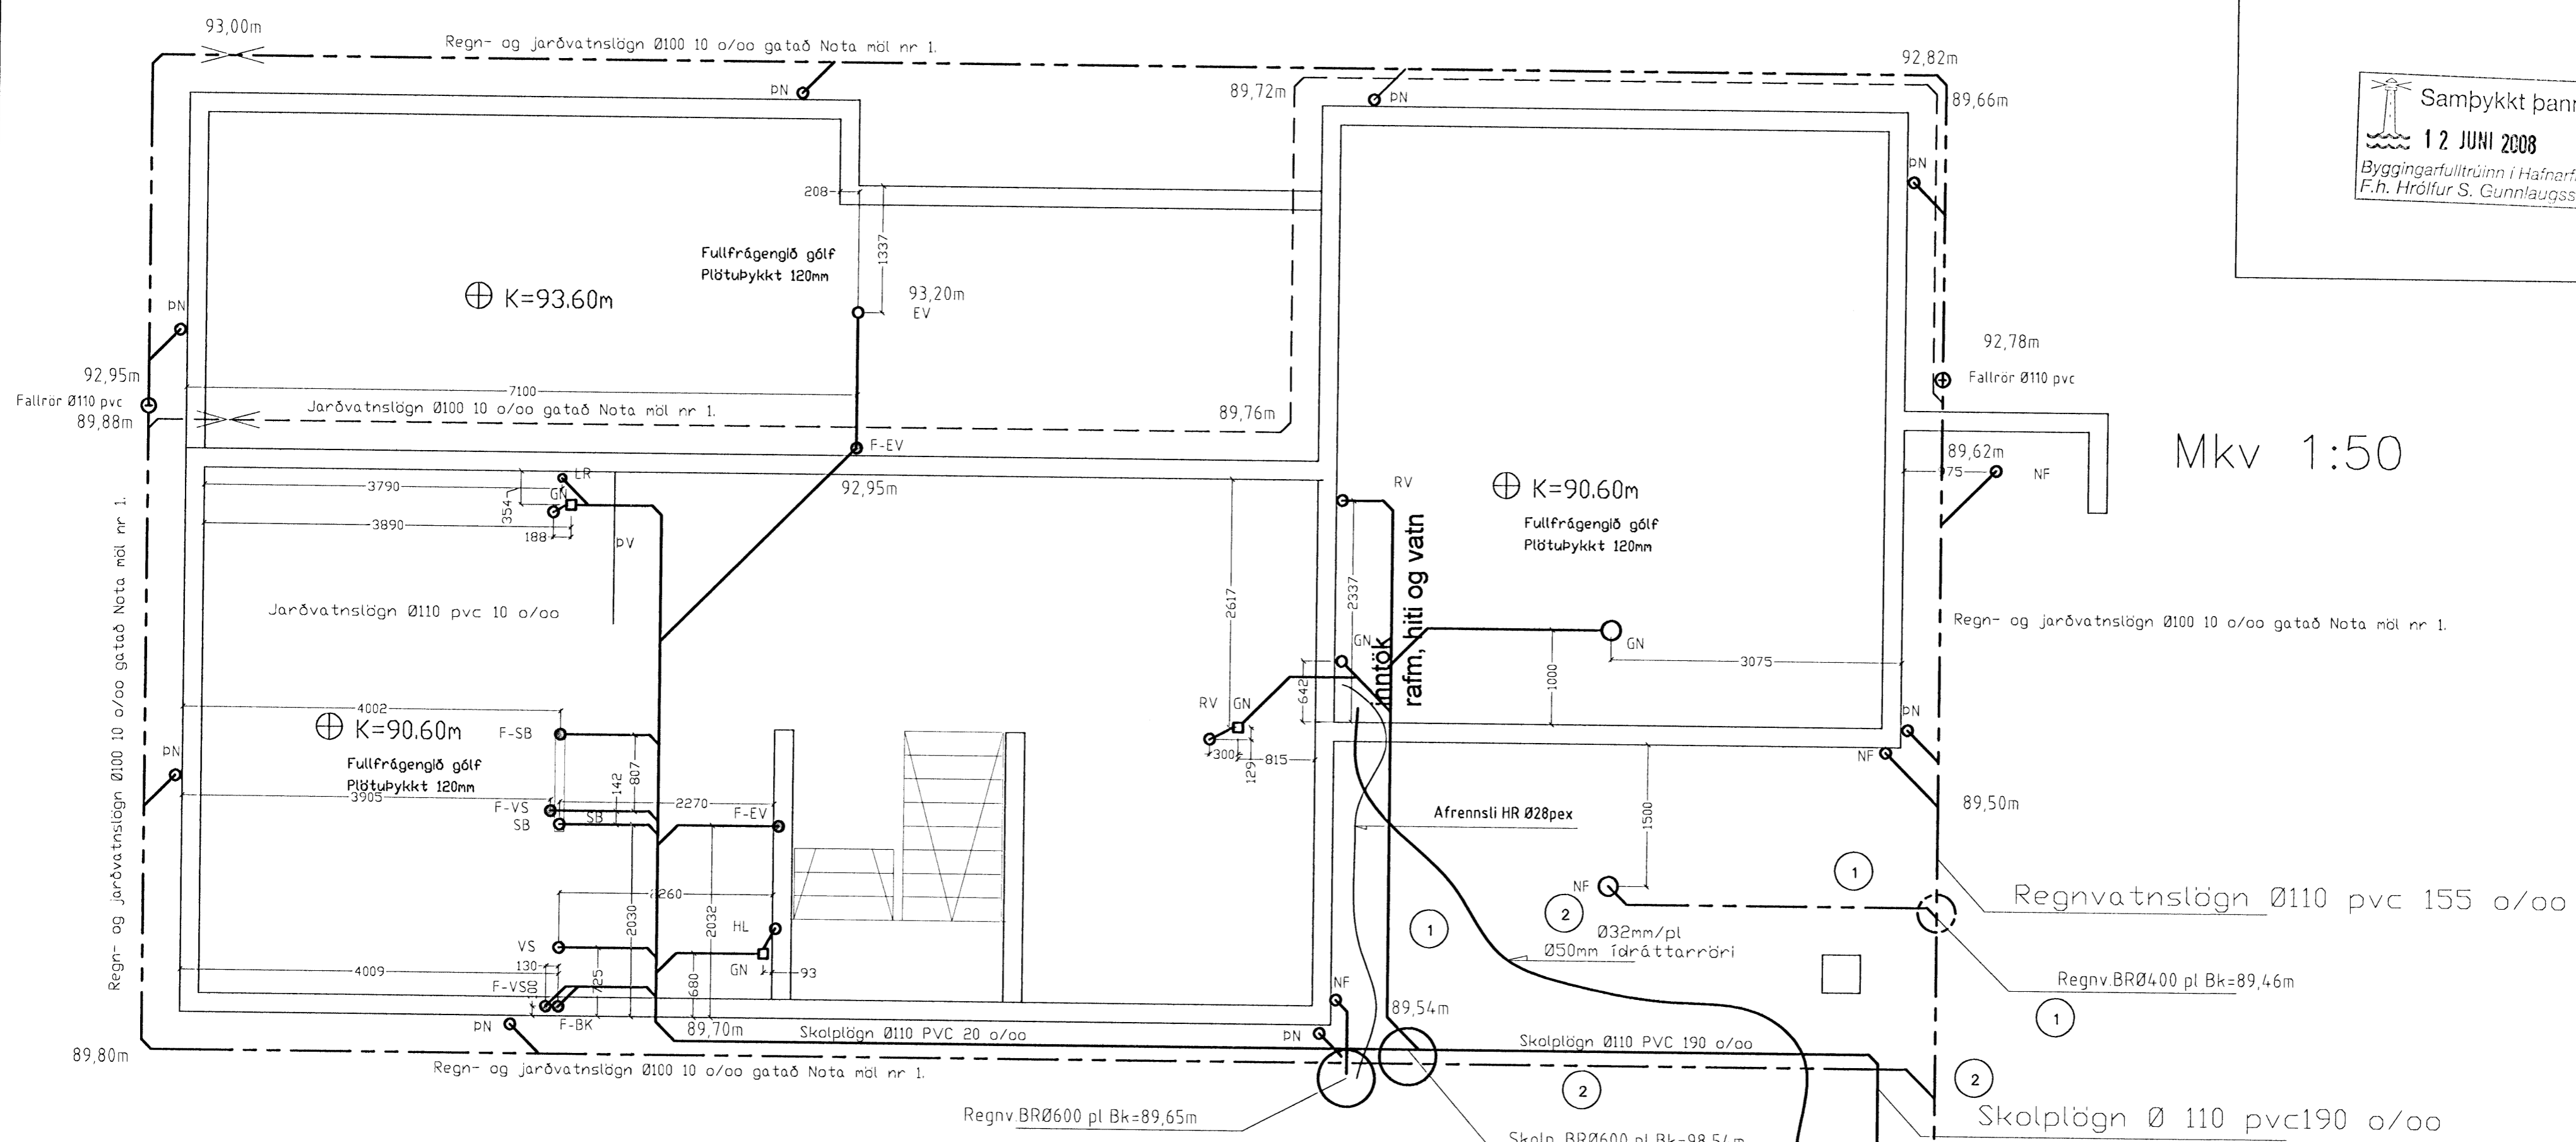 93,00m
Regn- og jarðvatnslögn Ø100 10 o/oo gatað Nota möl nr 1.
92,82m
89,72m
89,66m
ÞN
ÞN
ÞN
Samþykkt þann
12 JUNI 2008
Byggingarfulltrúinn í Hafnarf
F.h. Hrólfur S. Gunnlaugss
208
1337
Fullfrágengið gólf
Plötuþykkt 120mm
K=93.60m
93,20m
EV
ÞN
92,95m
Fallrör Ø110 pvc
89,88m
7100
Jarðvatnslögn Ø100 10 o/oo gatað Nota möl nr 1.
89,76m
92,78m
Fallrör Ø110 pvc
F-EV
92,95m
89,62m
75
NF
Mkv 1:50
LR
3790
GN
354
3890
188
ÞV
RV
K=90.60m
Fullfrágengið gólf
Plötuþykkt 120mm
inntök
rafm, hiti og vatn
2617
2337
Jarðvatnslögn Ø110 pvc 10 o/oo
Regn- og jarðvatnslögn Ø100 10 o/oo gatað Nota möl nr 1.
Regn- og jarðvatnslögn Ø100 10 o/oo gatað Nota möl nr 1.
GN
GN
3075
1000
642
RV
GN
300
129
815
4002
K=90.60m
F-SB
ÞN
Fullfrágengið gólf
Plötuþykkt 120mm
3905
807
142
F-VS
SB
SB
2270
F-EV
ÞN
NF
89,50m
Afrennsli HR Ø28pex
1500
NF
1
2
1
Ø32mm/pl
Ø50mm ídráttarröri
Regnvatnslögn Ø110 pvc 155 o/oo
Regnv.BRØ400 pl Bk=89,46m
1
2260
2030
2032
HL
VS
GN
93
130
4009
725
680
F-VS
F-BK
ÞN
89,70m
NF
ÞN
89,54m
Skolplögn Ø110 PVC 20 o/oo
Skolplögn Ø110 PVC 190 o/oo
89,80m
Regn- og jarðvatnslögn Ø100 10 o/oo gatað Nota möl nr 1.
2
2
Regnv.BRØ600 pl Bk=89,65m
Skolplögn Ø 110 pvc190 o/oo
Skolp. BRØ600 pl Bk=98,54m